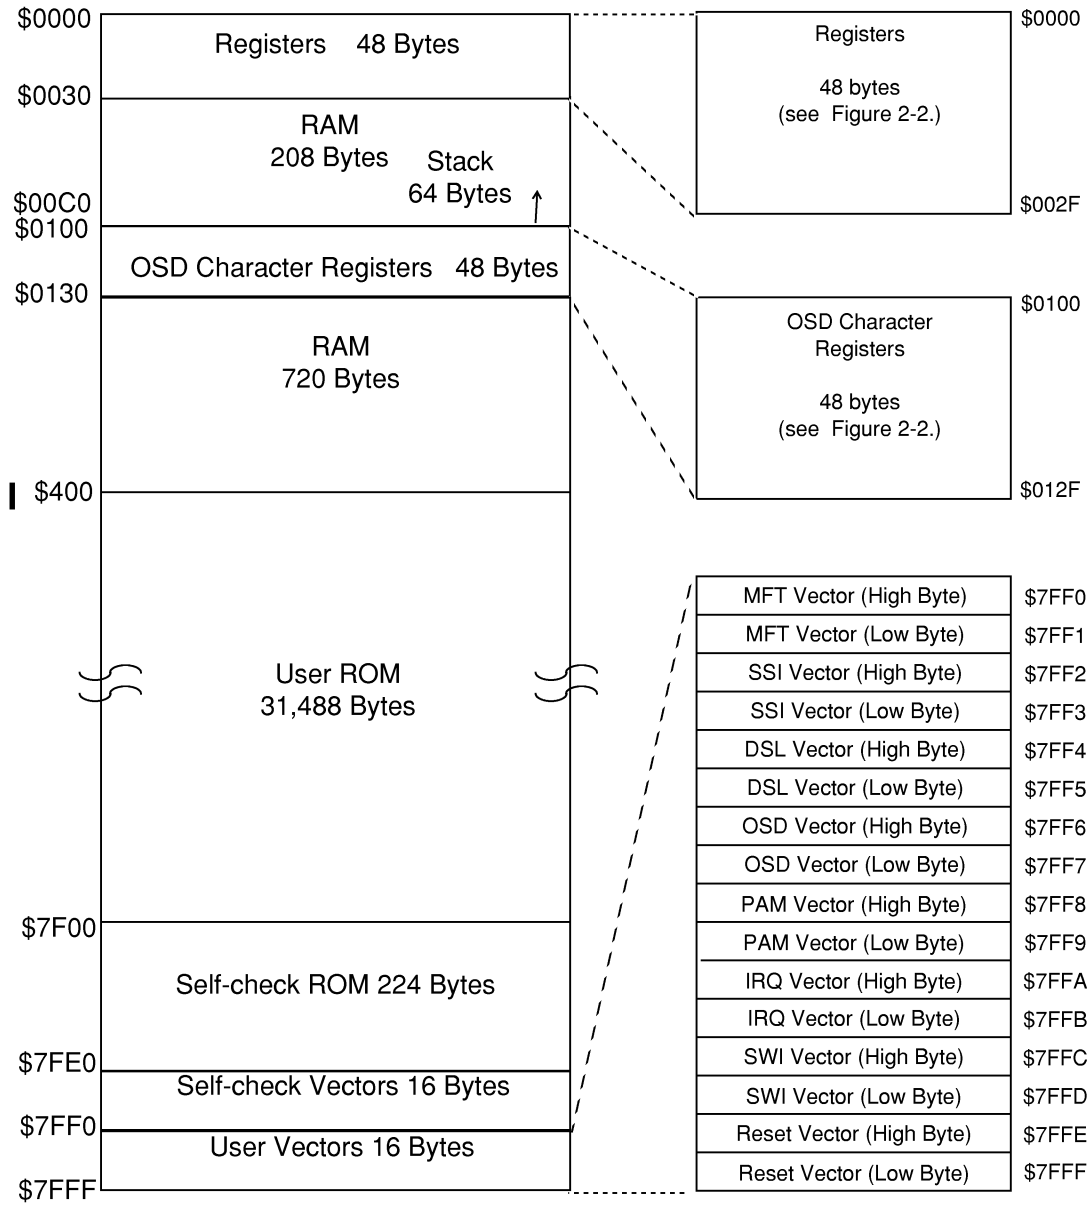 $0000
Registers 48 Bytes
$0030
RAM
208 Bytes
Stack
64 Bytes
$00C0
$0100
OSD Character Registers 48 Bytes
$0130
RAM
720 Bytes
$400
User ROM
31,488 Bytes
$7F00
Self-check ROM 224 Bytes
$7FE0
Self-check Vectors 16 Bytes
$7FF0
User Vectors 16 Bytes
$7FFF
Registers
$0000
48 bytes
(see Figure 2-2.)
$002F
$0100
OSD Character
Registers
48 bytes
(see Figure 2-2.)
$012F
MFT Vector (High Byte) $7FF0
MFT Vector (Low Byte) $7FF1
SSI Vector (High Byte) $7FF2
SSI Vector (Low Byte) $7FF3
DSL Vector (High Byte) $7FF4
DSL Vector (Low Byte) $7FF5
OSD Vector (High Byte) $7FF6
OSD Vector (Low Byte) $7FF7
PAM Vector (High Byte) $7FF8
PAM Vector (Low Byte) $7FF9
IRQ Vector (High Byte) $7FFA
IRQ Vector (Low Byte) $7FFB
SWI Vector (High Byte) $7FFC
SWI Vector (Low Byte) $7FFD
Reset Vector (High Byte) $7FFE
Reset Vector (Low Byte) $7FFF